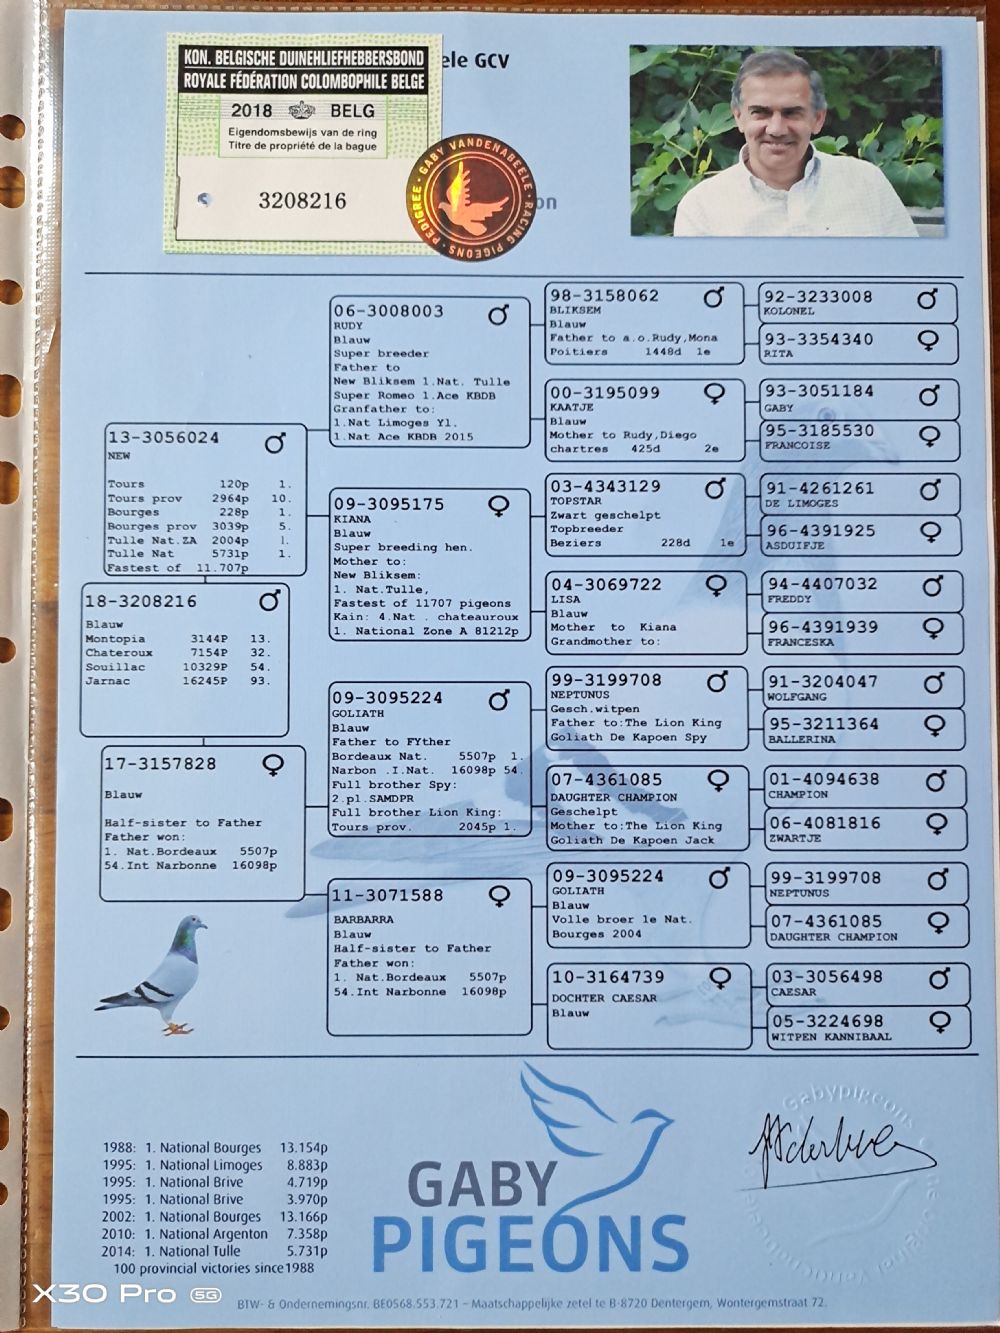 KON. BELGISCHE DUIVENLIEFHEBBERSBOND
ROYALE FÉDÉRATION COLOMBOPHILE BELGE
2018 BELG
Eigendomsbewijs van de ring
Titre de propriété de la bague
3208216
ele GCV
on
PEDIGREE · GABY VANDENABEELE · RACING PIGEONS ·
13-3056024 ♂
NEW
Tours 120p 1.
Tours prov 2964p 10.
Bourges 228p 1.
Bourges prov 3039p 5.
Tulle Nat.ZA 2004p 1.
Tulle Nat 5731p 1.
Fastest of 11.707p
18-3208216 ♂
Blauw
Montopia 3144P 13.
Chateroux 7154P 32.
Souillac 10329P 54.
Jarnac 16245P 93.
17-3157828 ♀
Blauw
Half-sister to Father
Father won:
1. Nat.Bordeaux 5507p
54.Int Narbonne 16098p
06-3008003 ♂
RUDY
Blauw
Super breeder
Father to
New Bliksem 1.Nat. Tulle
Super Romeo 1.Ace KBDB
Granfather to:
1.Nat Limoges Yl.
1.Nat Ace KBDB 2015
09-3095175 ♀
KIANA
Blauw
Super breeding hen.
Mother to:
New Bliksem:
1. Nat.Tulle,
Fastest of 11707 pigeons
Kain: 4.Nat . chateauroux
1. National Zone A 81212p
09-3095224 ♂
GOLIATH
Blauw
Father to FYther
Bordeaux Nat. 5507p 1.
Narbon .I.Nat. 16098p 54.
Full brother Spy:
2.pl.SAMDPR
Full brother Lion King:
Tours prov. 2045p 1.
11-3071588 ♀
BARBARRA
Blauw
Half-sister to Father
Father won:
1. Nat.Bordeaux 5507p
54.Int Narbonne 16098p
98-3158062 ♂
BLIKSEM
Blauw
Father to a.o.Rudy,Mona
Poitiers 1448d 1e
00-3195099 ♀
KAATJE
Blauw
Mother to Rudy,Diego
chartres 425d 2e
03-4343129 ♂
TOPSTAR
Zwart geschelpt
Topbreeder
Beziers 228d 1e
04-3069722 ♀
LISA
Blauw
Mother to Kiana
Grandmother to:
99-3199708 ♂
NEPTUNUS
Gesch.witpen
Father to:The Lion King
Goliath De Kapoen Spy
07-4361085 ♀
DAUGHTER CHAMPION
Geschelpt
Mother to:The Lion King
Goliath De Kapoen Jack
09-3095224 ♂
GOLIATH
Blauw
Volle broer 1e Nat.
Bourges 2004
10-3164739 ♀
DOCHTER CAESAR
Blauw
92-3233008 ♂
KOLONEL
93-3354340 ♀
RITA
93-3051184 ♂
GABY
95-3185530 ♀
FRANCOISE
91-4261261 ♂
DE LIMOGES
96-4391925 ♀
ASDUIFJE
94-4407032 ♂
FREDDY
96-4391939 ♀
FRANCESKA
91-3204047 ♂
WOLFGANG
95-3211364 ♀
BALLERINA
01-4094638 ♂
CHAMPION
06-4081816 ♀
ZWARTJE
99-3199708 ♂
NEPTUNUS
07-4361085 ♀
DAUGHTER CHAMPION
03-3056498 ♂
CAESAR
05-3224698 ♀
WITPEN KANNIBAAL
1988: 1. National Bourges 13.154p
1995: 1. National Limoges 8.883p
1995: 1. National Brive 4.719p
1995: 1. National Brive 3.970p
2002: 1. National Bourges 13.166p
2010: 1. National Argenton 7.358p
2014: 1. National Tulle 5.731p
100 provincial victories since1988
GABY
PIGEONS
Gabypigeons
BTW- & Ondernemingsnr. BE0568.553.721 – Maatschappelijke zetel te B-8720 Dentergem, Wontergemstraat 72.
X30 Pro 5G